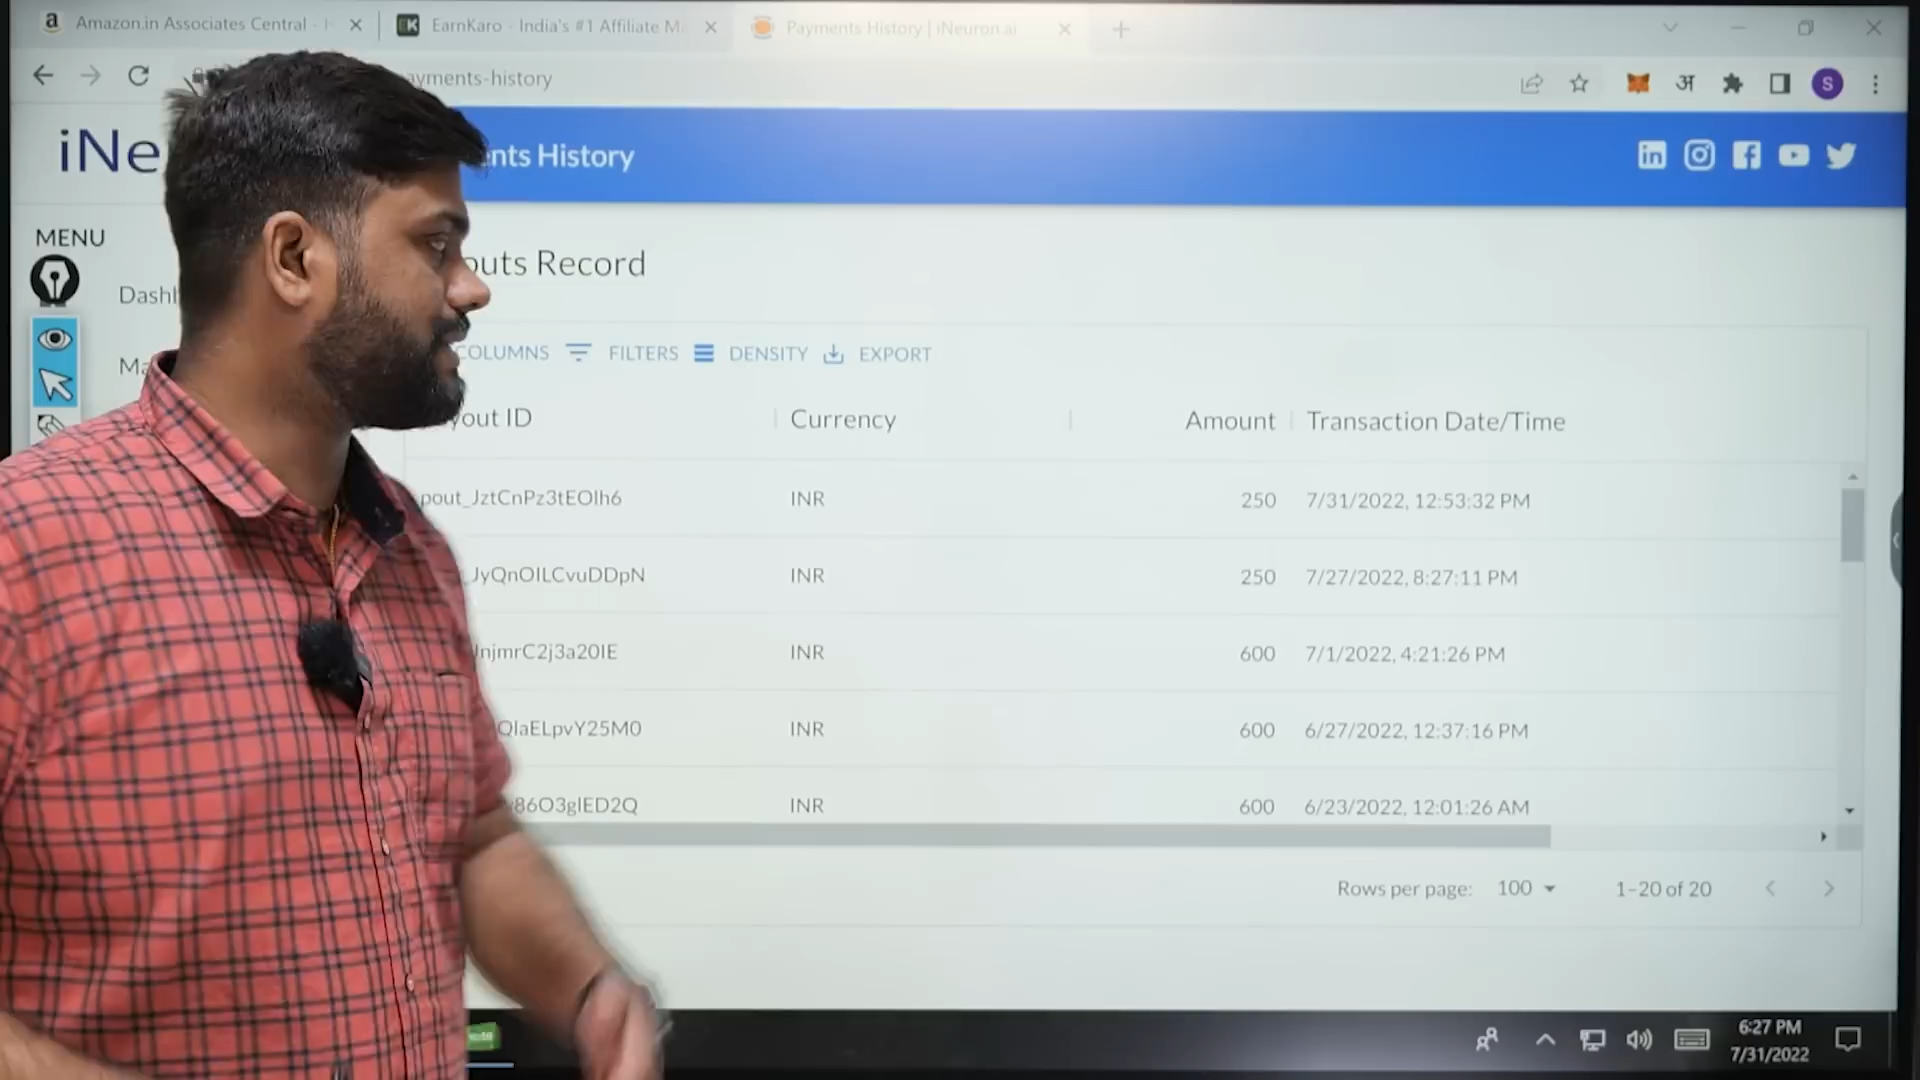 Amazon.in Associates Central -
EarnKaro - India's #1 Affiliate Ma
Payments History | iNeuron.ai
ayments-history
अ
S
iNe
nts History
MENU
Dashb
Ma
outs Record
COLUMNS FILTERS DENSITY EXPORT
yout ID Currency Amount Transaction Date/Time
pout_JztCnPz3tEOlh6 INR 250 7/31/2022, 12:53:32 PM
JyQnOILCvuDDpN INR 250 7/27/2022, 8:27:11 PM
njmrC2j3a20IE INR 600 7/1/2022, 4:21:26 PM
QlaELpvY25M0 INR 600 6/27/2022, 12:37:16 PM
86O3glED2Q INR 600 6/23/2022, 12:01:26 AM
Rows per page: 100 1–20 of 20
6:27 PM
7/31/2022